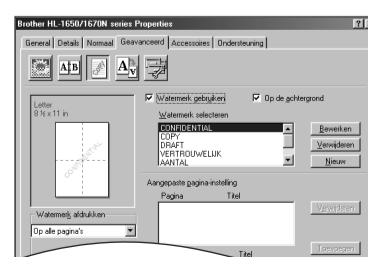 Brother HL-1650/1670N series Properties
General Details Normaal Geavanceerd Accessoires Ondersteuning
Letter
8 ½ x 11 in
CONFIDENTIAL
Watermerk afdrukken
Op alle pagina's
Watermerk gebruiken
Op de achtergrond
Watermerk selecteren
CONFIDENTIAL
COPY
DRAFT
VERTROUWELIJK
AANTAL
Bewerken
Verwijderen
Nieuw
Aangepaste pagina-instelling
Pagina Titel
Verwijderen
Toevoegen
Titel